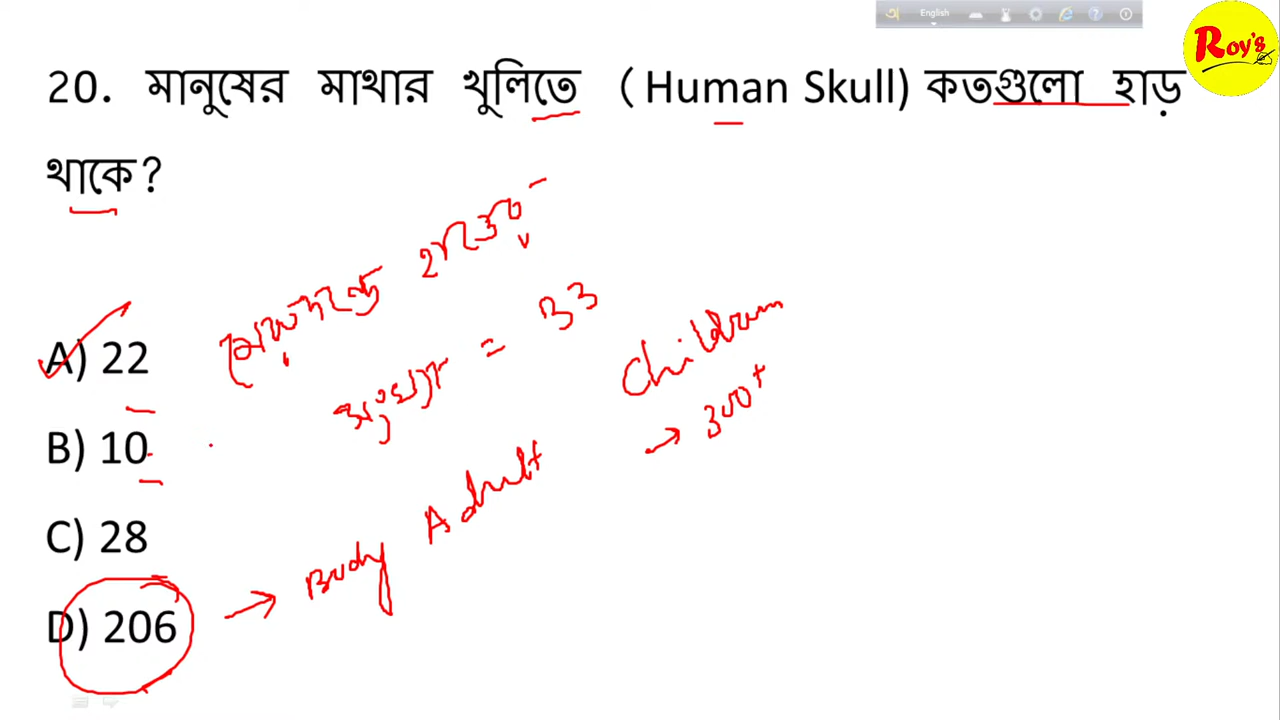 English
Roy's
20. মানুষের মাথার খুলিতে (Human Skull) কতগুলো হাড়
থাকে?
A) 22
মেরুদণ্ড
সংখ্যা = 33
Children
→ 300+
B) 10
C) 28
D) 206 → Body Adult